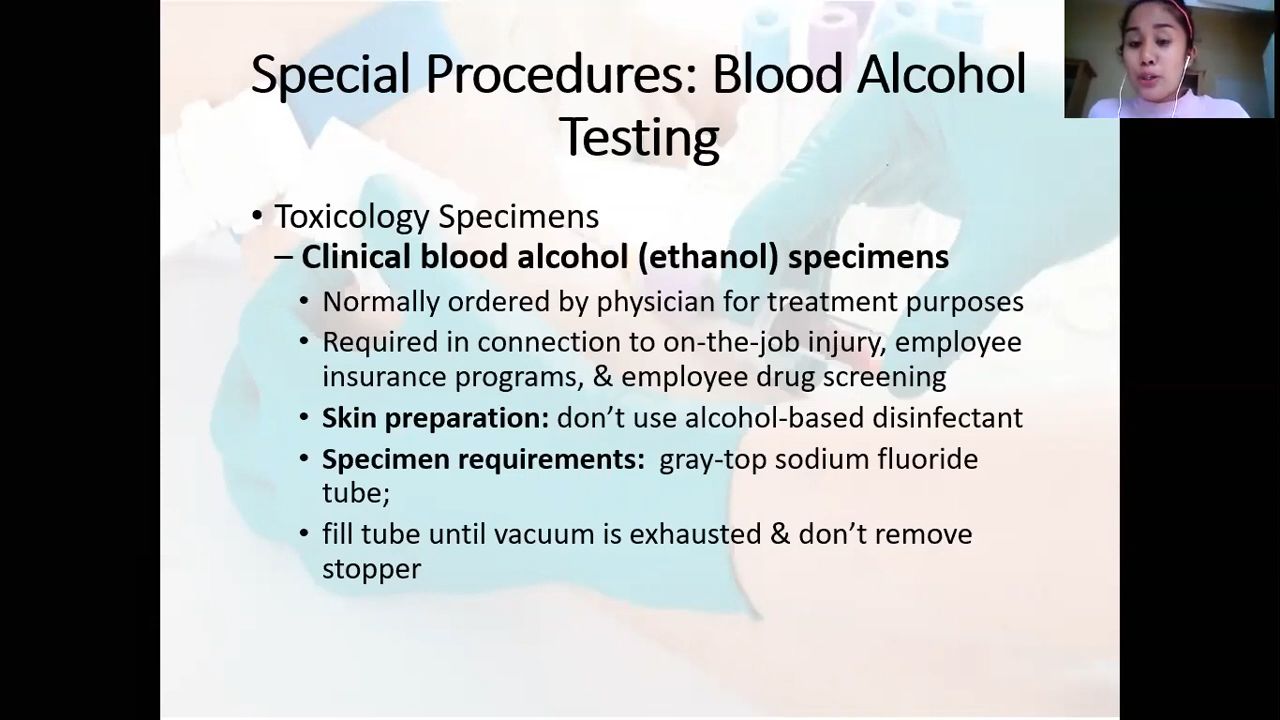 Special Procedures: Blood Alcohol
Testing
• Toxicology Specimens
– Clinical blood alcohol (ethanol) specimens
• Normally ordered by physician for treatment purposes
• Required in connection to on-the-job injury, employee
insurance programs, & employee drug screening
• Skin preparation: don’t use alcohol-based disinfectant
• Specimen requirements:  gray-top sodium fluoride
tube;
• fill tube until vacuum is exhausted & don’t remove
stopper